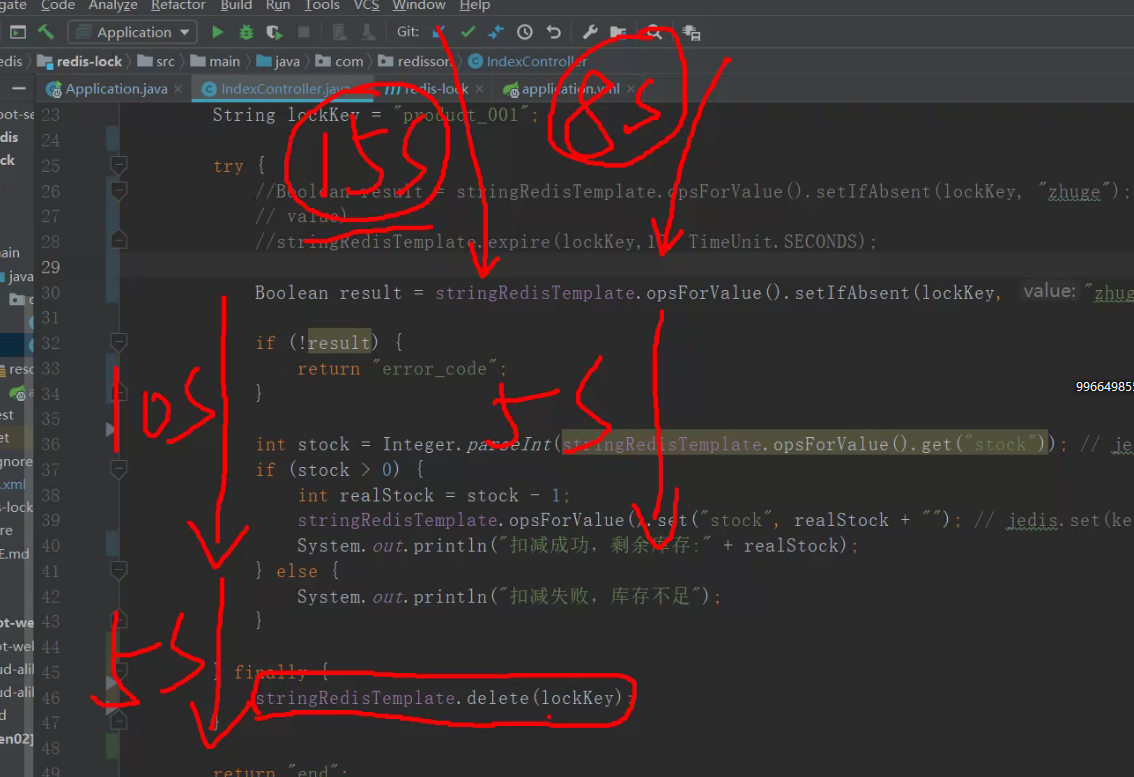 gate Code Analyze Refactor Build Run Tools VCS Window Help
Application Git:
edis redis-lock src main java com redisson IndexController
Application.java IndexController.java redis-lock application.yml
23 String lockKey = "product_001";
24
25 try {
26 //Boolean result = stringRedisTemplate.opsForValue().setIfAbsent(lockKey, "zhuge");
27 // value)
28 //stringRedisTemplate.expire(lockKey,10, TimeUnit.SECONDS);
29
30 Boolean result = stringRedisTemplate.opsForValue().setIfAbsent(lockKey, value: "zhug
31
32 if (!result) {
33 return "error_code";
34 }
35
36 int stock = Integer.parseInt(stringRedisTemplate.opsForValue().get("stock")); // je
37 if (stock > 0) {
38 int realStock = stock - 1;
39 stringRedisTemplate.opsForValue().set("stock", realStock + ""); // jedis.set(ke
40 System.out.println("扣减成功，剩余库存:" + realStock);
41 } else {
42 System.out.println("扣减失败，库存不足");
43 }
44
45 } finally {
46 stringRedisTemplate.delete(lockKey);
47 }
48
49 return "end";
15s
8s
10s
5s
5s
99664985
ot-se
dis
ck
ain
java
c
reso
a
est
et
gnore
.xml
s-lock
re
E.md
ot-we
ot-wel
ud-alil
ud-ali
d
en02]